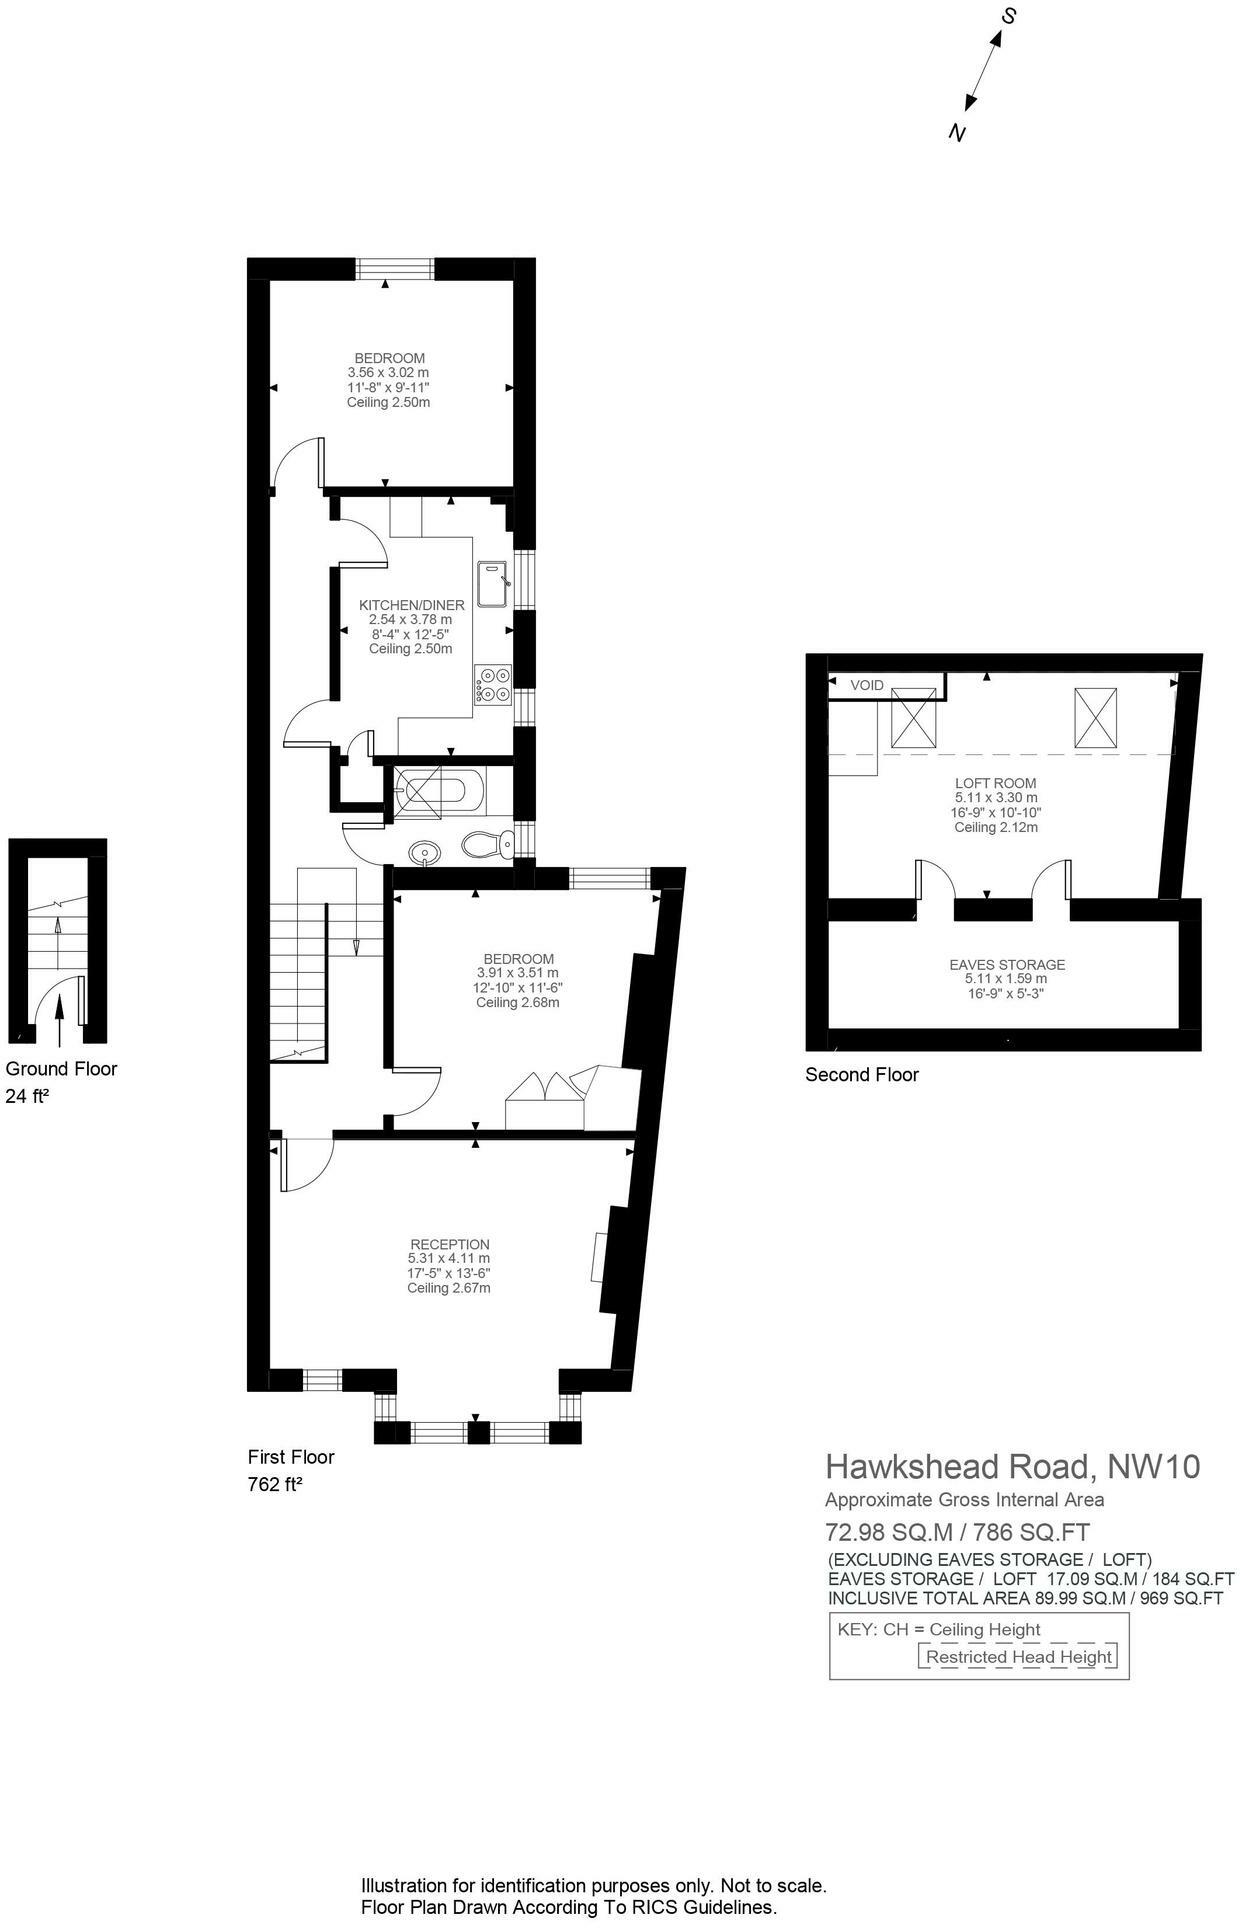 S
N
BEDROOM
3.56 x 3.02 m
11'-8" x 9'-11"
Ceiling 2.50m
KITCHEN/DINER
2.54 x 3.78 m
8'-4" x 12'-5"
Ceiling 2.50m
BEDROOM
3.91 x 3.51 m
12'-10" x 11'-6"
Ceiling 2.68m
RECEPTION
5.31 x 4.11 m
17'-5" x 13'-6"
Ceiling 2.67m
First Floor
762 ft²
Ground Floor
24 ft²
VOID
LOFT ROOM
5.11 x 3.30 m
16'-9" x 10'-10"
Ceiling 2.12m
EAVES STORAGE
5.11 x 1.59 m
16'-9" x 5'-3"
Second Floor
Hawkshead Road, NW10
Approximate Gross Internal Area
72.98 SQ.M / 786 SQ.FT
(EXCLUDING EAVES STORAGE / LOFT)
EAVES STORAGE / LOFT 17.09 SQ.M / 184 SQ.FT
INCLUSIVE TOTAL AREA 89.99 SQ.M / 969 SQ.FT
KEY: CH = Ceiling Height
Restricted Head Height
Illustration for identification purposes only. Not to scale.
Floor Plan Drawn According To RICS Guidelines.